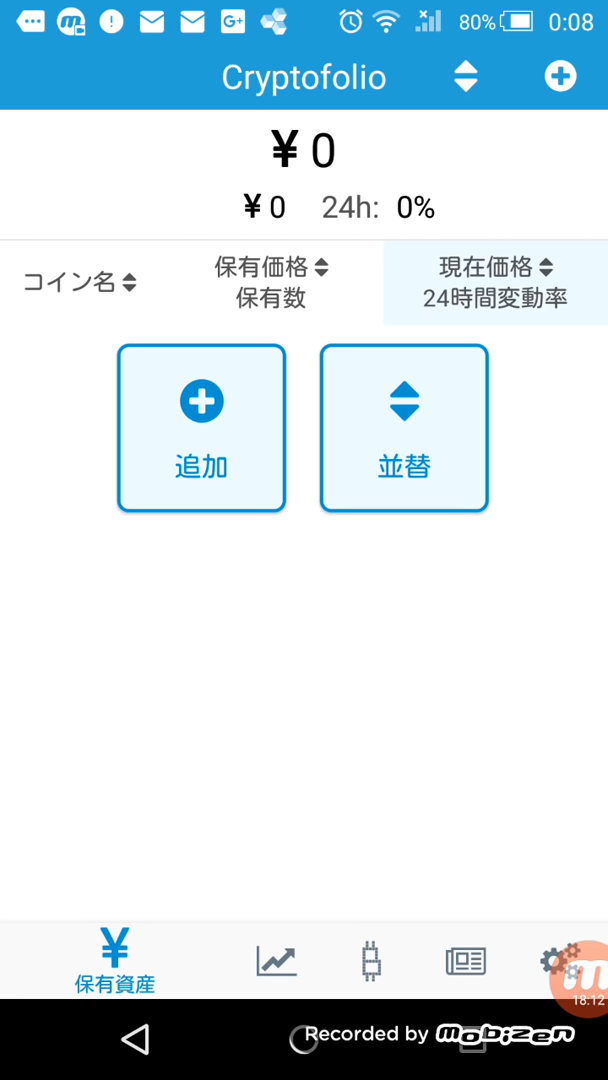 80% 0:08
Cryptofolio
¥ 0
¥ 0 24h: 0%
コイン名
保有価格
保有数
現在価格
24時間変動率
追加
並替
¥
保有資産
18.12
Recorded by mobizen